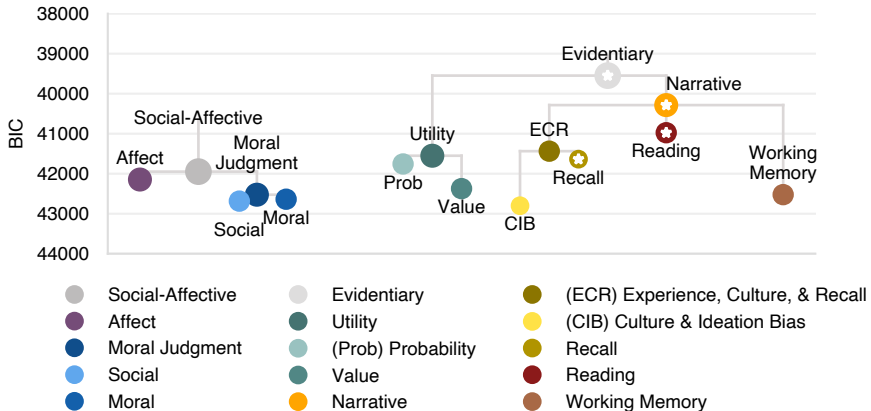 38000
39000
40000
41000
42000
43000
44000
BIC
Evidentiary
Narrative
Social-Affective
Moral
Judgment
Affect
Utility
ECR
Reading
Working
Memory
Prob
Recall
Value
Social
Moral
CIB
Social-Affective
Affect
Moral Judgment
Social
Moral
Evidentiary
Utility
(Prob) Probability
Value
Narrative
(ECR) Experience, Culture, & Recall
(CIB) Culture & Ideation Bias
Recall
Reading
Working Memory